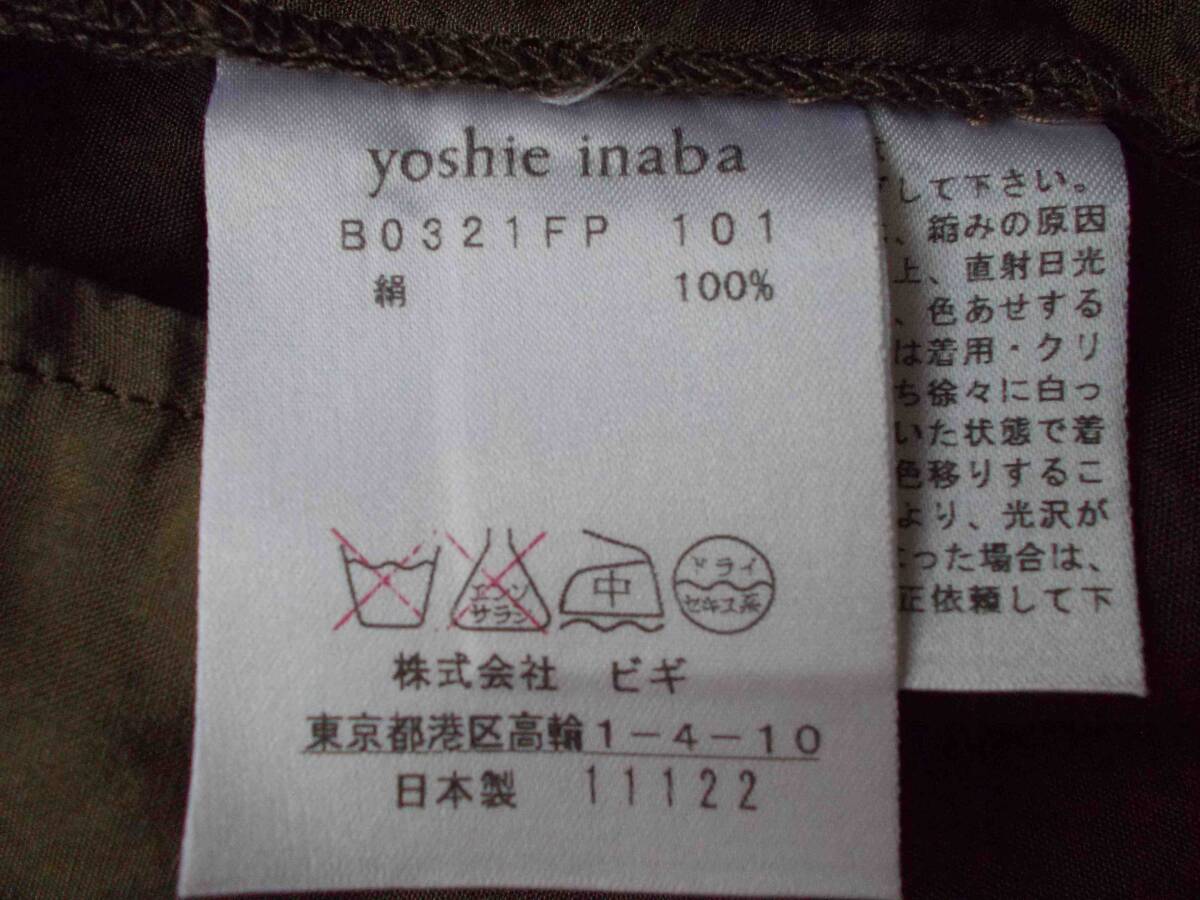 yoshie inaba
B0321FP 101
絹 100%
中
ドライ
セキユ系
エンソ
サラシ
株式会社 ビギ
東京都港区高輪1-4-10
日本製 11122
して下さい。
、縮みの原因
上、直射日光
、色あせする
は着用・クリ
ち徐々に白っ
いた状態で着
色移りするこ
より、光沢が
なった場合は、
正依頼して下